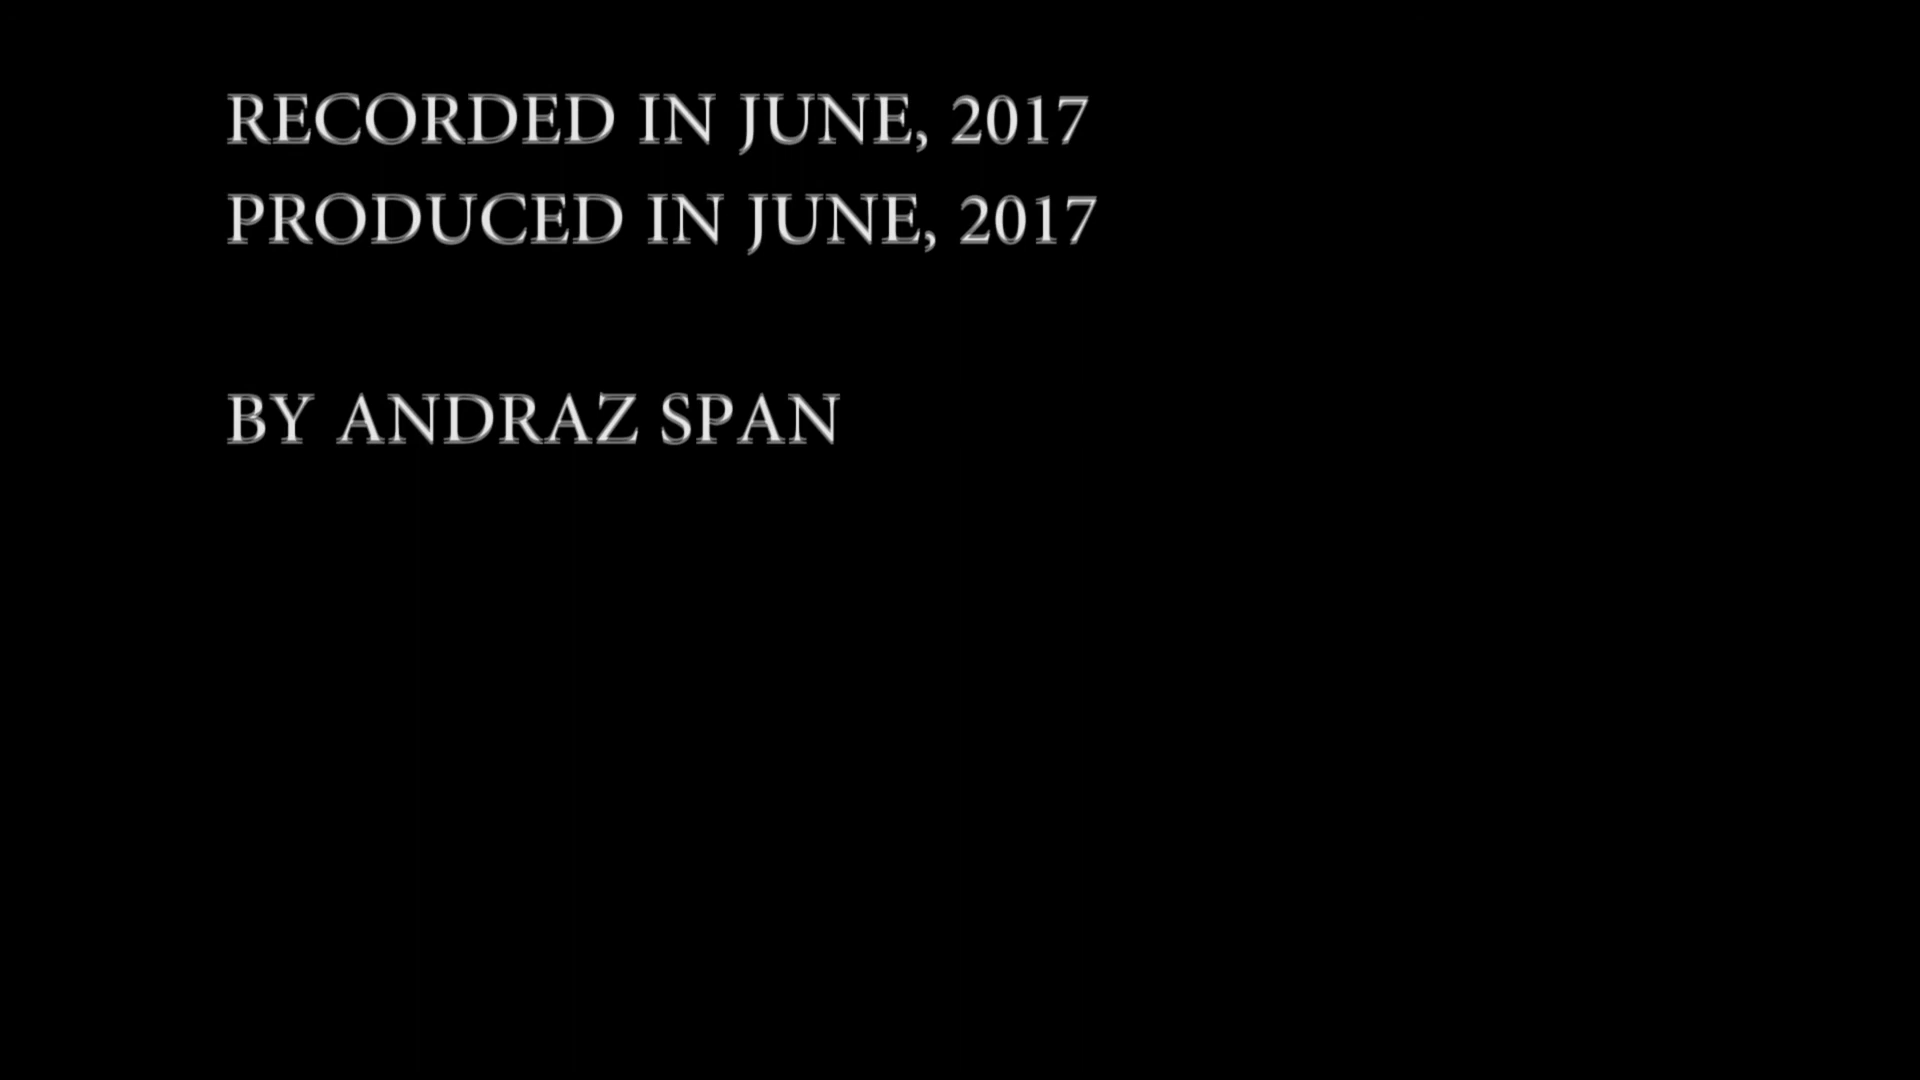 RECORDED IN JUNE, 2017
PRODUCED IN JUNE, 2017
BY ANDRAZ SPAN